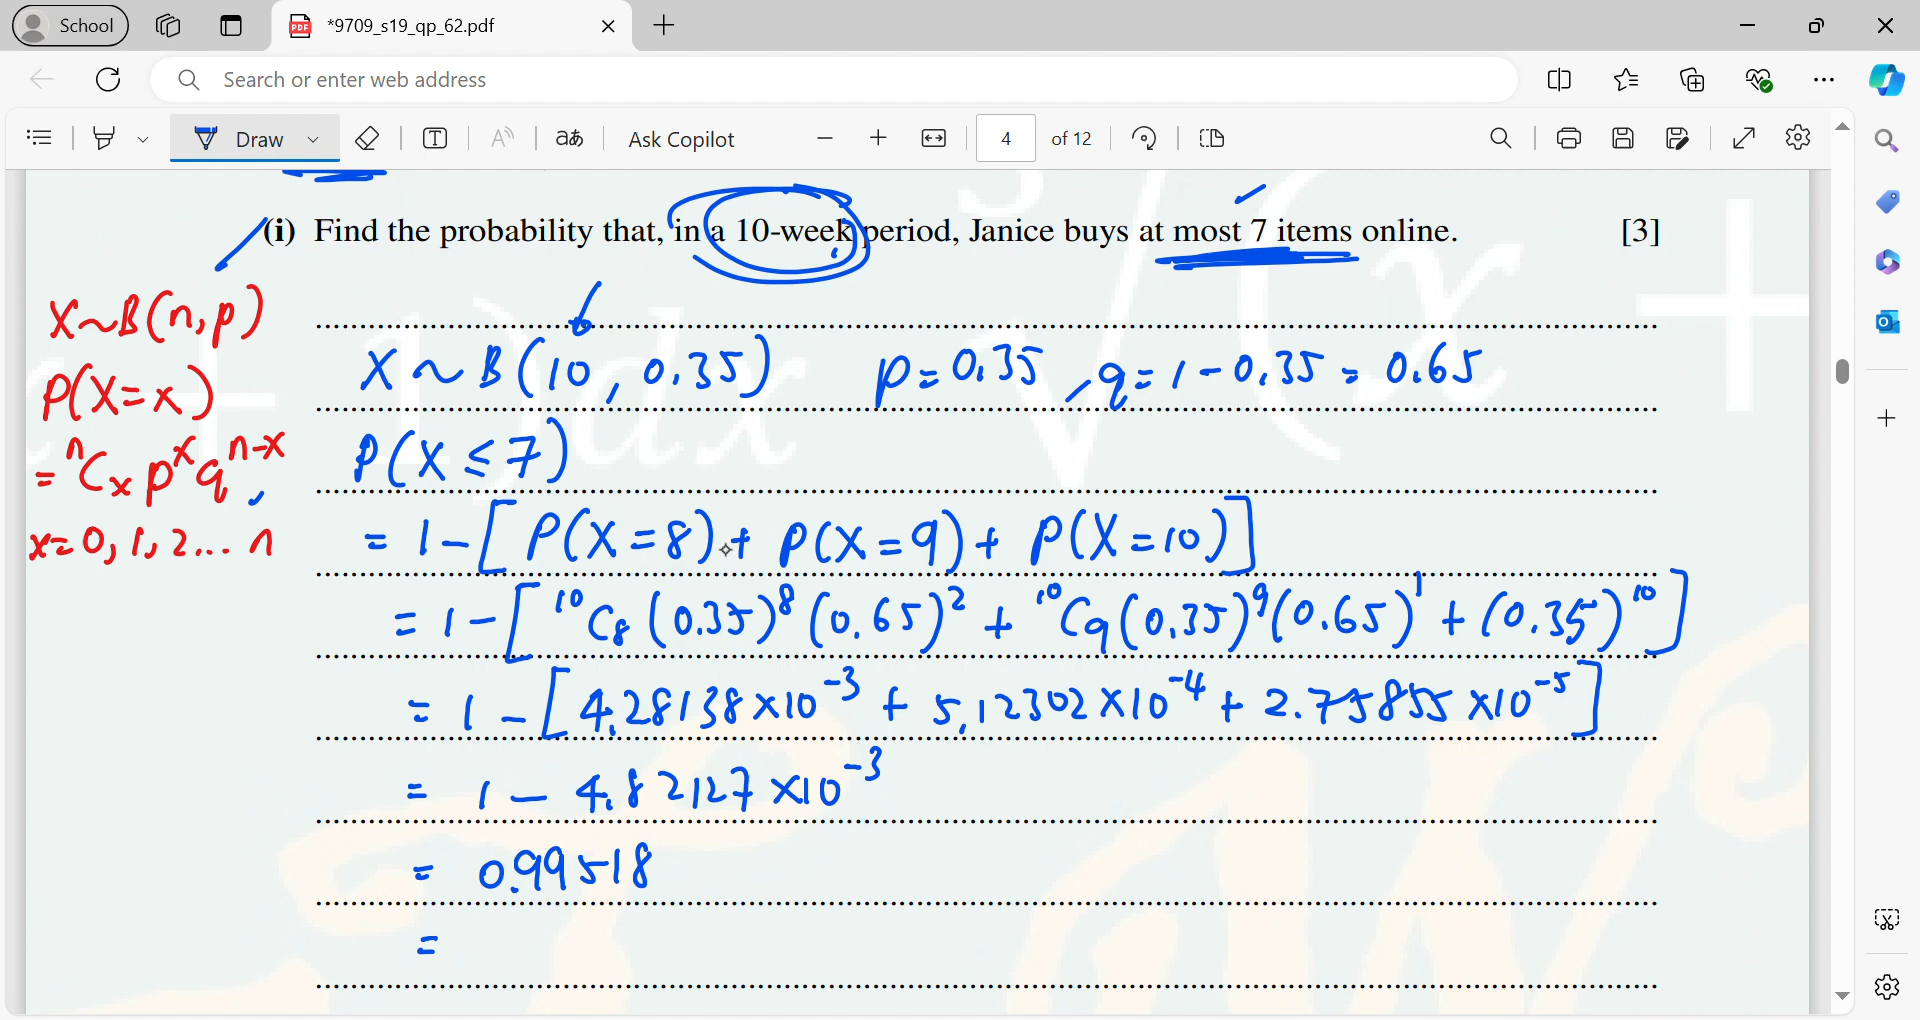 School
*9709_s19_qp_62.pdf
Search or enter web address
Draw
T
aあ
Ask Copilot
4 of 12
(i) Find the probability that, in a 10-week period, Janice buys at most 7 items online. [3]
X~B(n,p)
P(X=x)
= ⁿCₓ pˣ qⁿ⁻ˣ,
x=0, 1, 2... n
X ~ B(10, 0.35) p=0.35, q=1-0.35=0.65
P(X≤7)
= 1-[P(X=8)+P(X=9)+P(X=10)]
= 1-[¹⁰C₈(0.35)⁸(0.65)²+¹⁰C₉(0.35)⁹(0.65)¹+(0.35)¹⁰]
= 1-[4.28138×10⁻³+5.12302×10⁻⁴+2.75855×10⁻⁵]
= 1-4.82127×10⁻³
= 0.99518
=